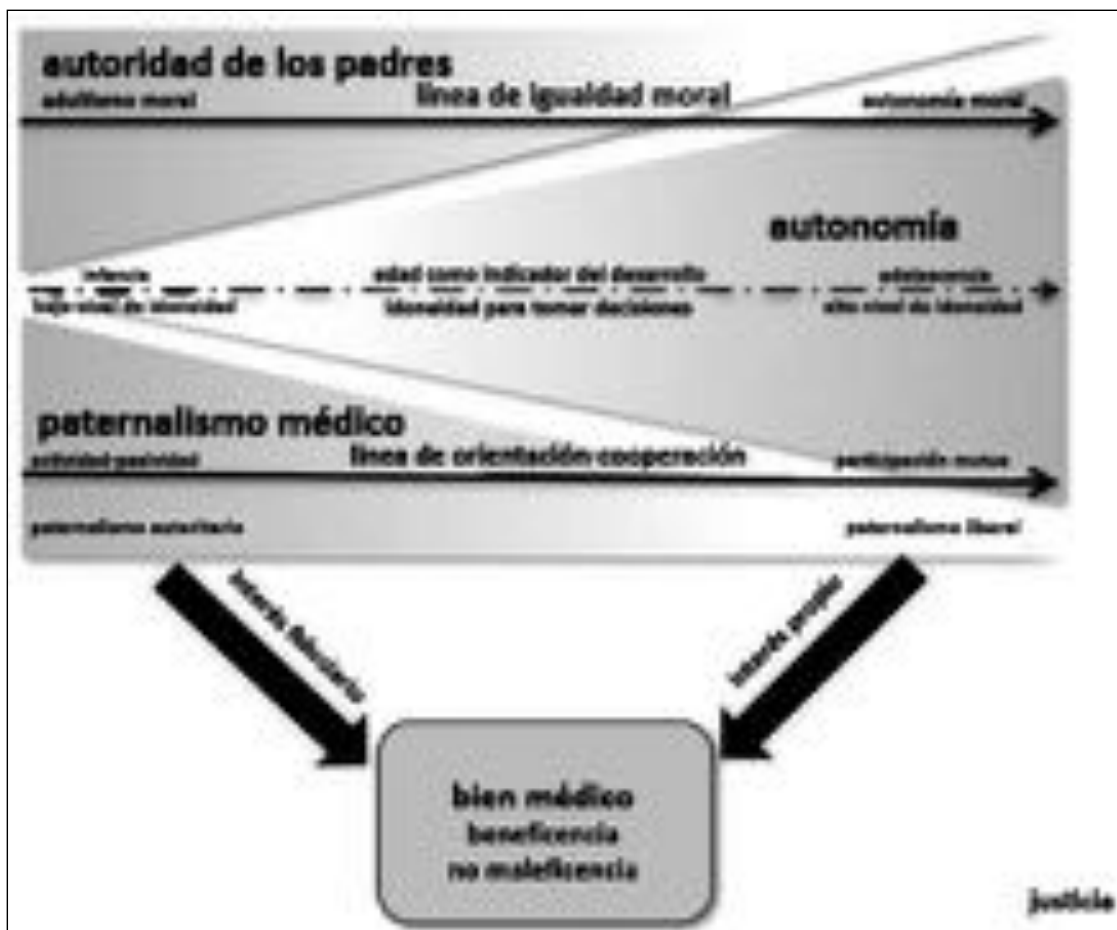 autoridad de los padres
adultismo moral línea de igualdad moral autonomía moral
autonomía
infancia edad como indicador del desarrollo adolescencia
bajo nivel de idoneidad idoneidad para tomar decisiones alto nivel de idoneidad
paternalismo médico
actividad-pasividad línea de orientación-cooperación participación mutua
paternalismo autoritario paternalismo liberal
interés fiduciario interés propio
bien médico
beneficencia
no maleficencia
justicia